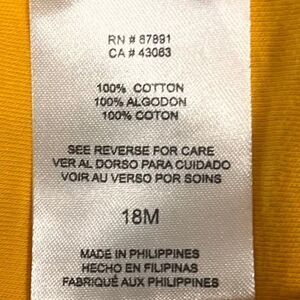 RN # 87891
CA # 43083
100% COTTON
100% ALGODON
100% COTON
SEE REVERSE FOR CARE
VER AL DORSO PARA CUIDADO
VOIR AU VERSO POR SOINS
18M
MADE IN PHILIPPINES
HECHO EN FILIPINAS
FABRIQUÉ AUX PHILIPPINES